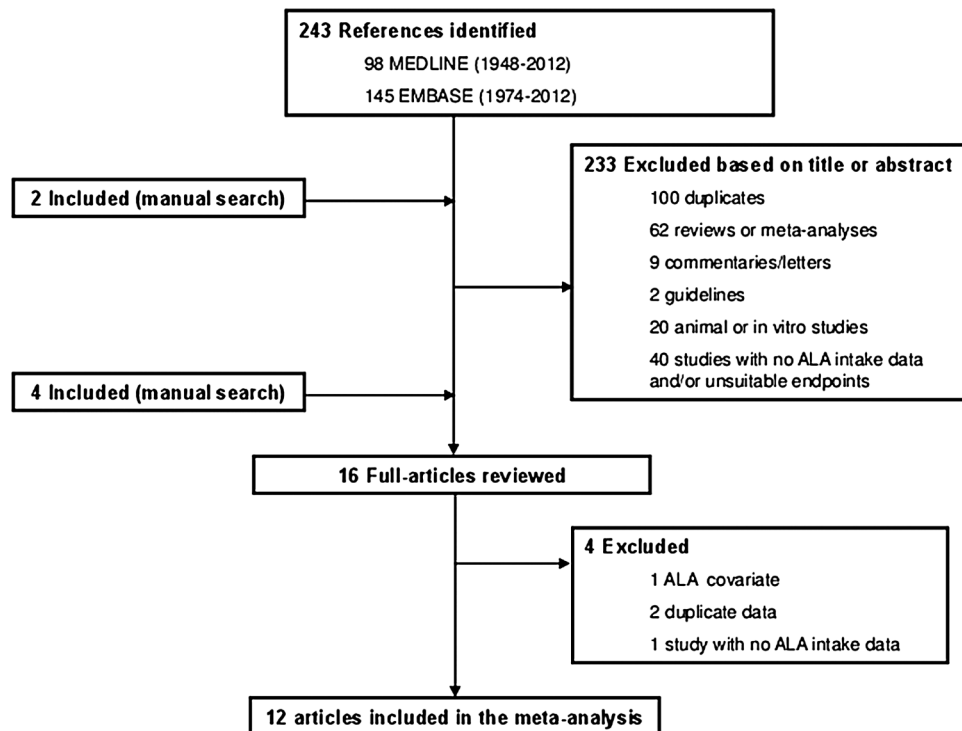 243 References identified
98 MEDLINE (1948-2012)
145 EMBASE (1974-2012)
2 Included (manual search)
233 Excluded based on title or abstract
100 duplicates
62 reviews or meta-analyses
9 commentaries/letters
2 guidelines
20 animal or in vitro studies
40 studies with no ALA intake data
and/or unsuitable endpoints
4 Included (manual search)
16 Full-articles reviewed
4 Excluded
1 ALA covariate
2 duplicate data
1 study with no ALA intake data
12 articles included in the meta-analysis